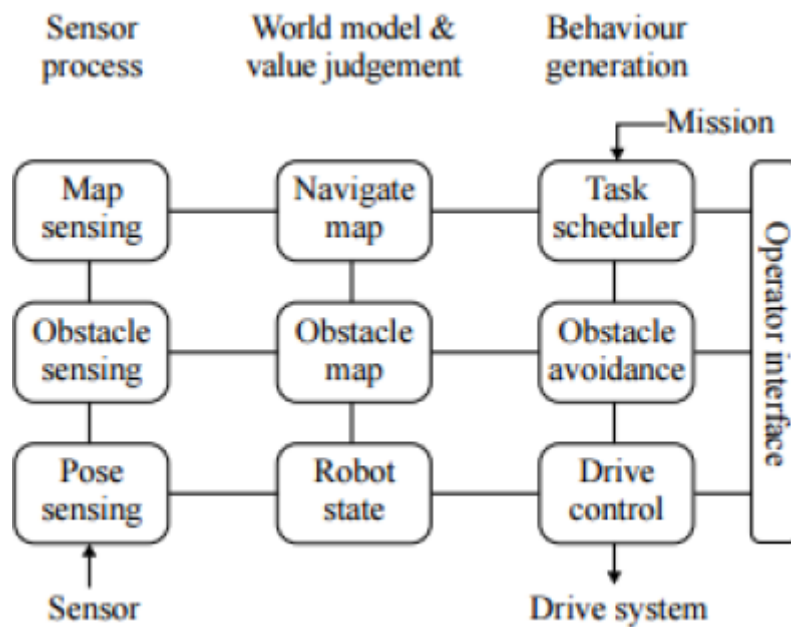 Sensor
process
World model &
value judgement
Behaviour
generation
Mission
Map
sensing
Navigate
map
Task
scheduler
Obstacle
sensing
Obstacle
map
Obstacle
avoidance
Pose
sensing
Robot
state
Drive
control
Operator interface
Sensor
Drive system